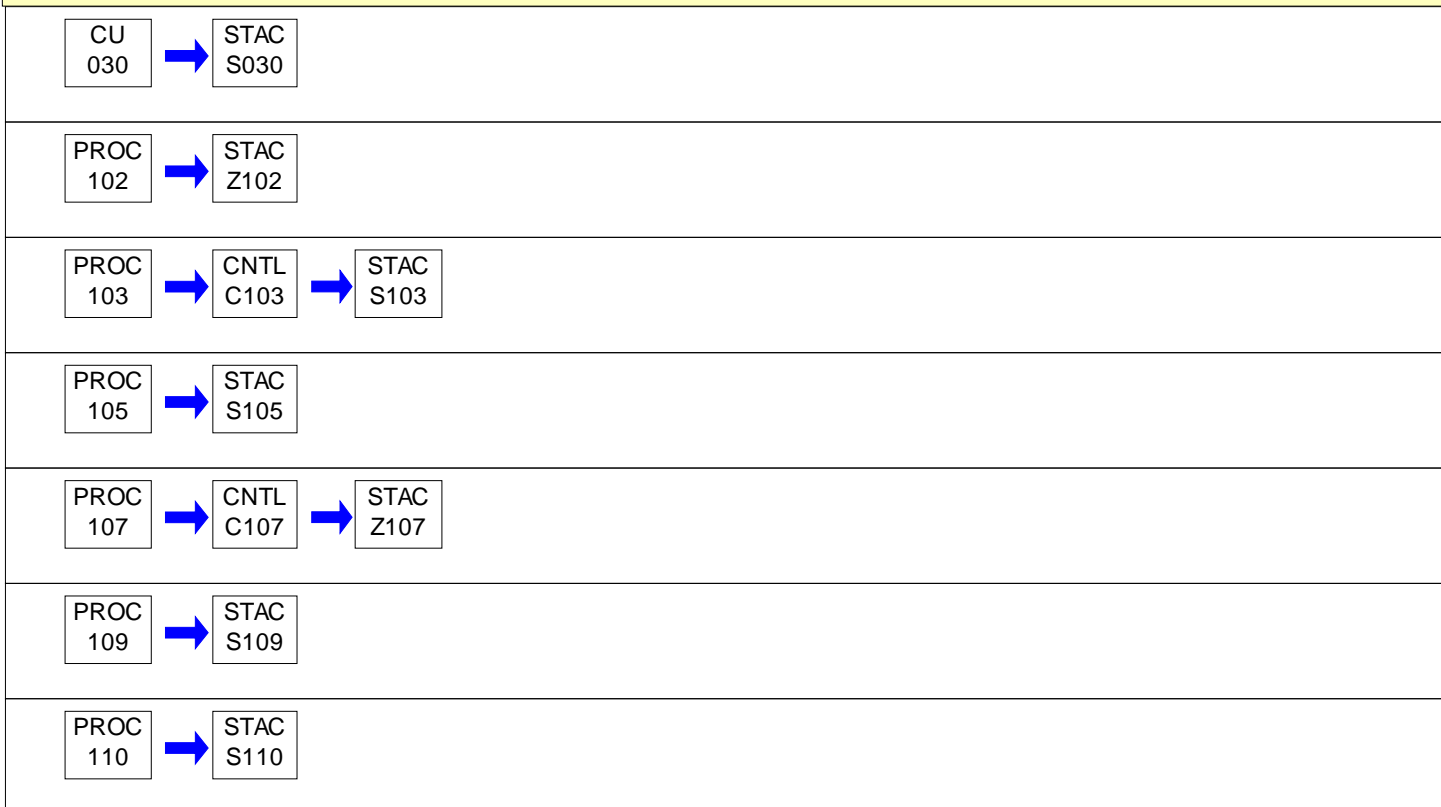 CU
030
STAC
S030
PROC
102
STAC
Z102
PROC
103
CNTL
C103
STAC
S103
PROC
105
STAC
S105
PROC
107
CNTL
C107
STAC
Z107
PROC
109
STAC
S109
PROC
110
STAC
S110